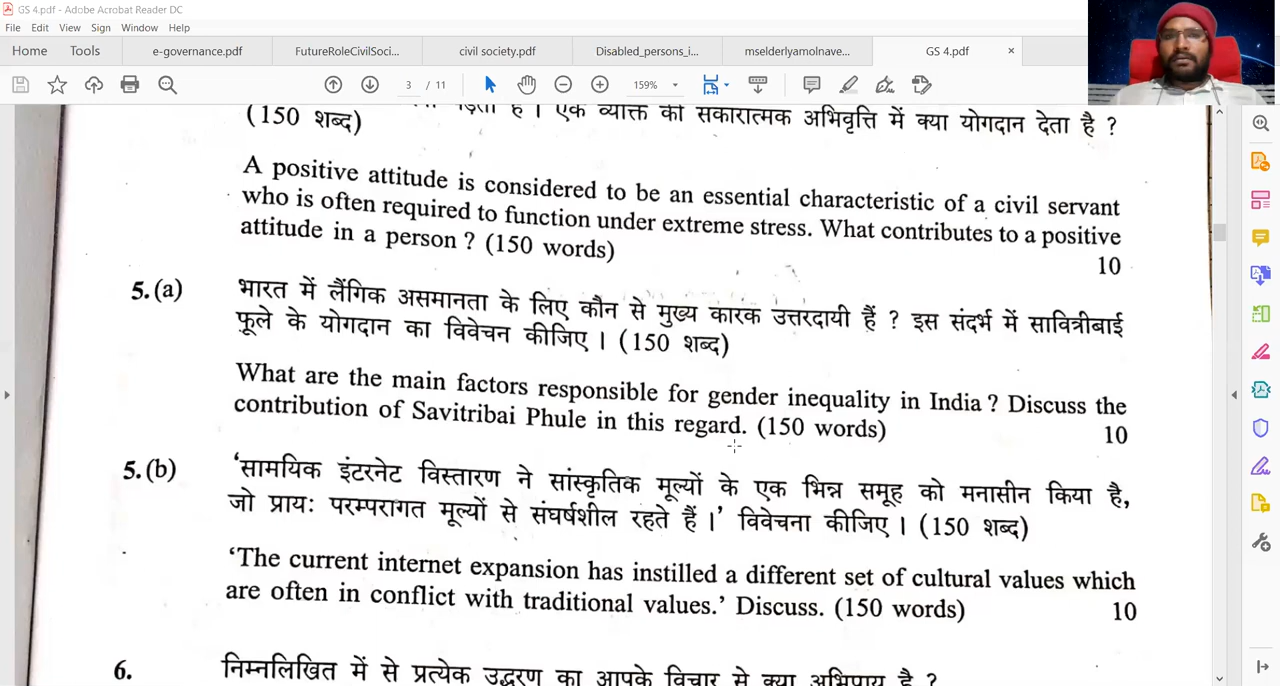 GS 4.pdf - Adobe Acrobat Reader DC
File Edit View Sign Window Help
Home Tools e-governance.pdf FutureRoleCivilSoci... civil society.pdf Disabled_persons_i... mselderlyamolnave... GS 4.pdf ×
3 / 11 159%
है । एक व्यक्ति की सकारात्मक अभिवृत्ति में क्या योगदान देता है ?
(150 शब्द)
A positive attitude is considered to be an essential characteristic of a civil servant
who is often required to function under extreme stress. What contributes to a positive
attitude in a person ? (150 words)
10
5. (a) भारत में लैंगिक असमानता के लिए कौन से मुख्य कारक उत्तरदायी हैं ? इस संदर्भ में सावित्रीबाई
फूले के योगदान का विवेचन कीजिए । (150 शब्द)
What are the main factors responsible for gender inequality in India ? Discuss the
contribution of Savitribai Phule in this regard. (150 words) 10
5. (b) ‘सामयिक इंटरनेट विस्तारण ने सांस्कृतिक मूल्यों के एक भिन्न समूह को मनासीन किया है,
जो प्रायः परम्परागत मूल्यों से संघर्षशील रहते हैं ।’ विवेचना कीजिए । (150 शब्द)
‘The current internet expansion has instilled a different set of cultural values which
are often in conflict with traditional values.’ Discuss. (150 words) 10
6. निम्नलिखित में से प्रत्येक उद्धरण का आपके विचार से क्या अभिप्राय है ?